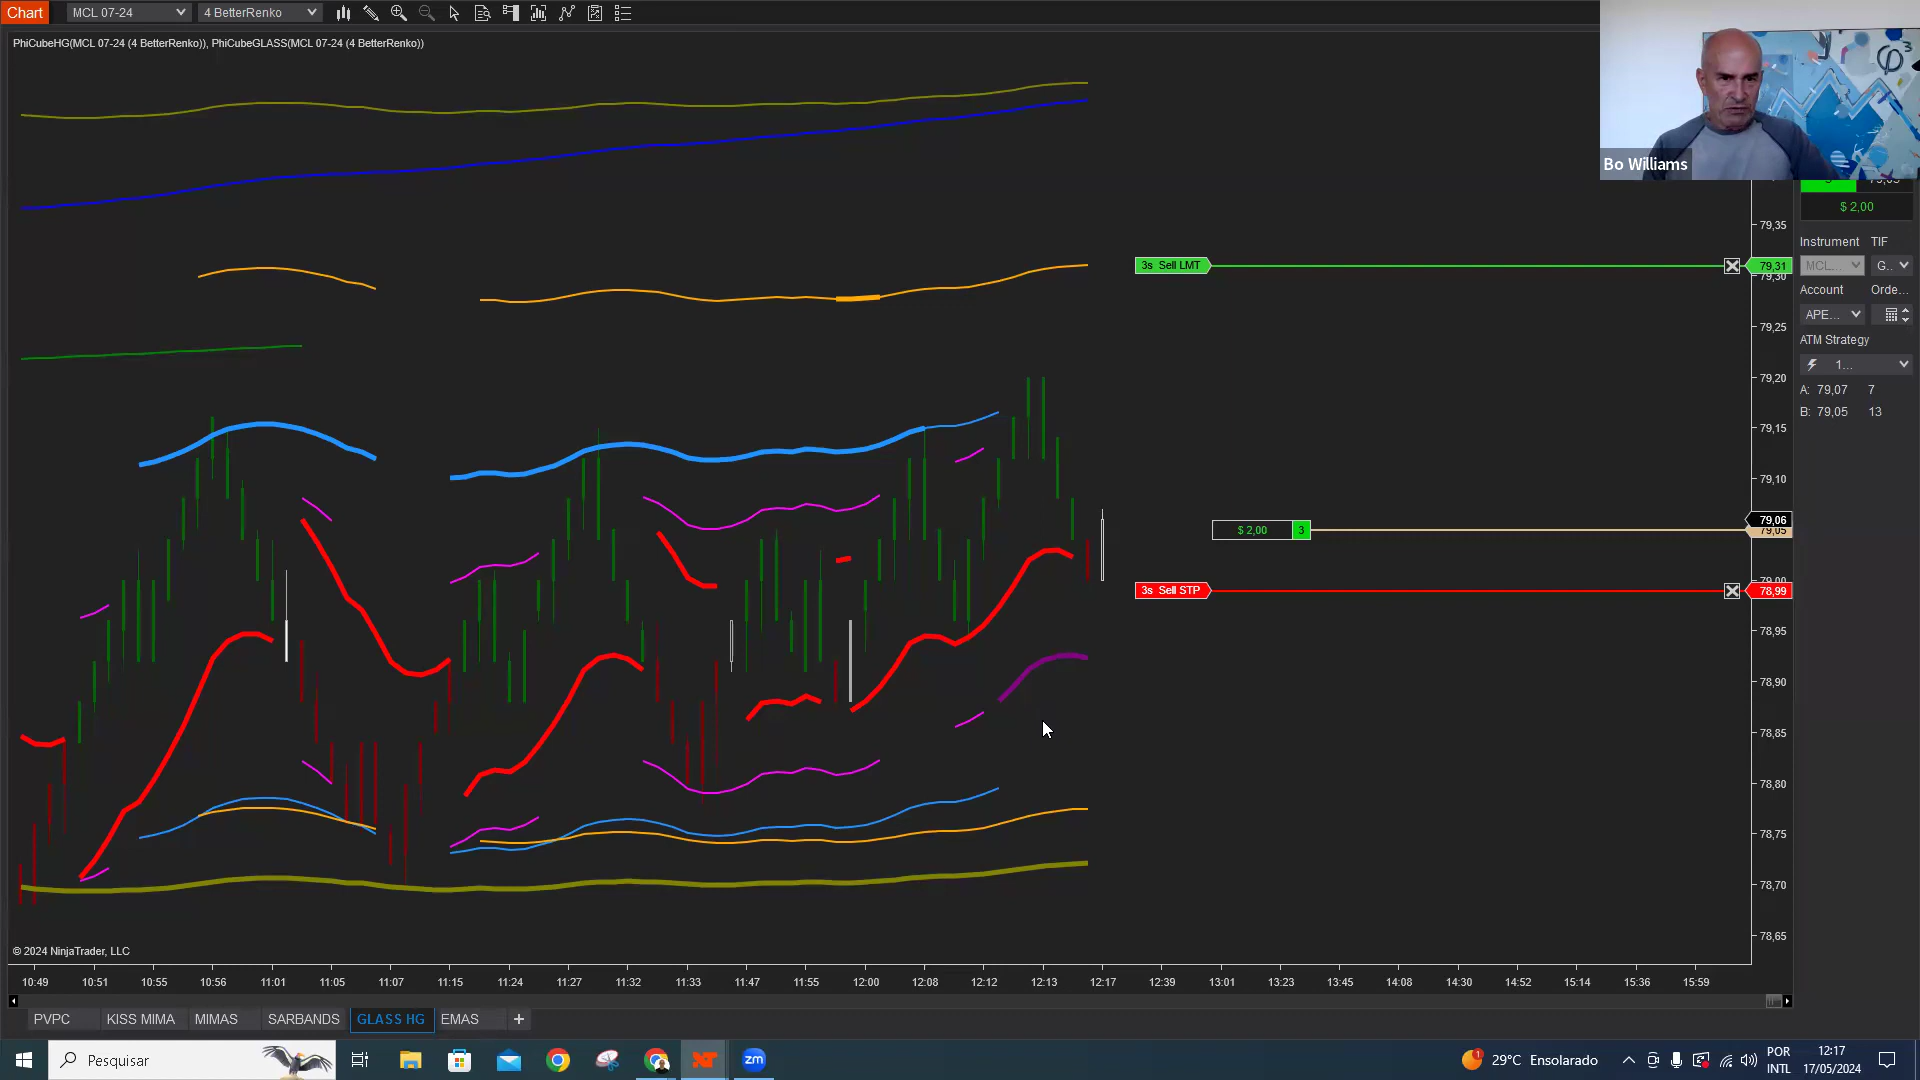 Chart MCL 07-24 4 BetterRenko
PhiCubeHG(MCL 07-24 (4 BetterRenko)), PhiCubeGLASS(MCL 07-24 (4 BetterRenko))
Bo Williams
$ 2,00
Instrument TIF
MCL... G..
Account Orde...
APE...
ATM Strategy
1...
A: 79,07 7
B: 79,05 13
79,35
3s Sell LMT
79,31
79,30
79,25
79,20
79,15
79,10
79,06
$ 2,00 3
79,05
79,00
3s Sell STP
78,99
78,95
78,90
78,85
78,80
78,75
78,70
78,65
© 2024 NinjaTrader, LLC
10:49 10:51 10:55 10:56 11:01 11:05 11:07 11:15 11:24 11:27 11:32 11:33 11:47 11:55 12:00 12:08 12:12 12:13 12:17 12:39 13:01 13:23 13:45 14:08 14:30 14:52 15:14 15:36 15:59
PVPC KISS MIMA MIMAS SARBANDS GLASS HG EMAS +
Pesquisar
zm
1
29°C Ensolarado
POR
INTL
12:17
17/05/2024